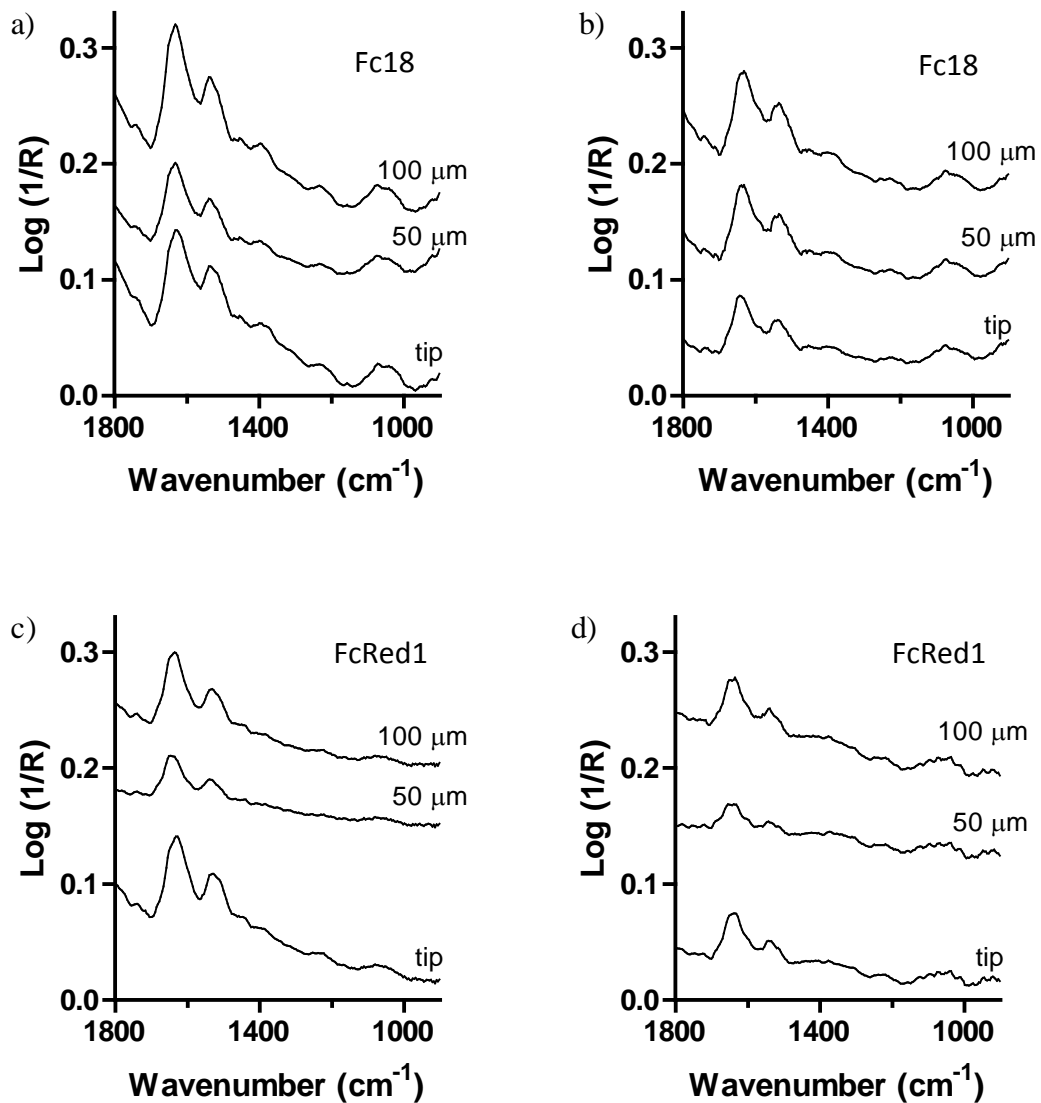 a)
Fc18
Log (1/R)
0.3
0.2
0.1
0.0
100 μm
50 μm
tip
1800 1400 1000
Wavenumber (cm-1)
b)
Fc18
Log (1/R)
0.3
0.2
0.1
0.0
100 μm
50 μm
tip
1800 1400 1000
Wavenumber (cm-1)
c)
FcRed1
Log (1/R)
0.3
0.2
0.1
0.0
100 μm
50 μm
tip
1800 1400 1000
Wavenumber (cm-1)
d)
FcRed1
Log (1/R)
0.3
0.2
0.1
0.0
100 μm
50 μm
tip
1800 1400 1000
Wavenumber (cm-1)